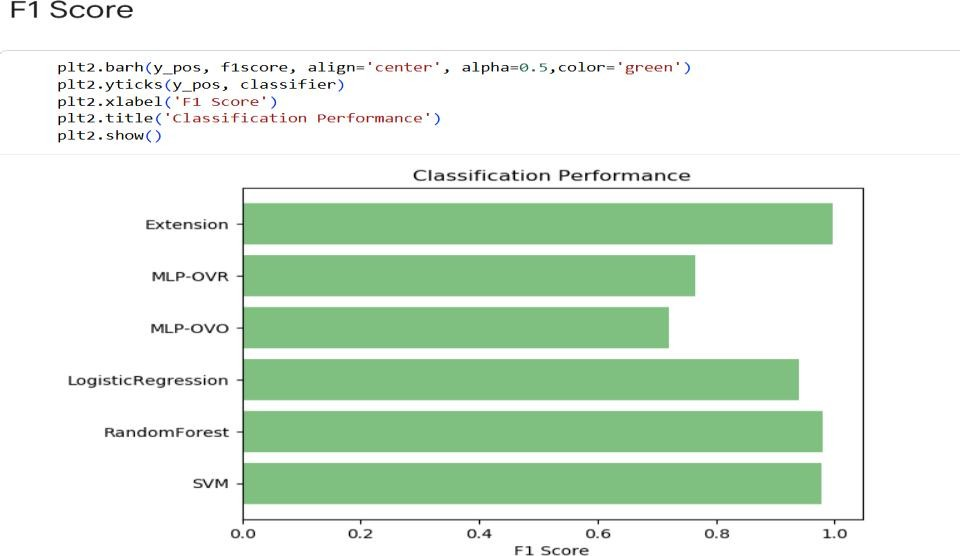 F1 Score
plt2.barh(y_pos, f1score, align='center', alpha=0.5,color='green')
plt2.yticks(y_pos, classifier)
plt2.xlabel('F1 Score')
plt2.title('Classification Performance')
plt2.show()
Classification Performance
Extension
MLP-OVR
MLP-OVO
LogisticRegression
RandomForest
SVM
0.0 0.2 0.4 0.6 0.8 1.0
F1 Score